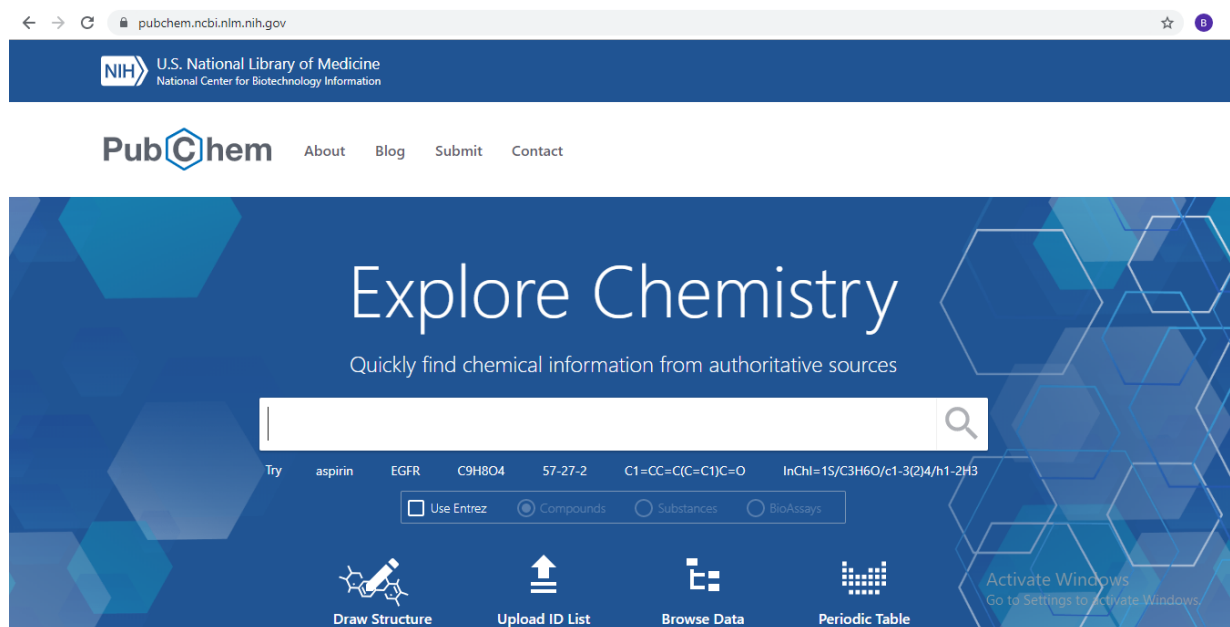 pubchem.ncbi.nlm.nih.gov
B
NIH U.S. National Library of Medicine
National Center for Biotechnology Information
PubChem About Blog Submit Contact
Explore Chemistry
Quickly find chemical information from authoritative sources
Try aspirin EGFR C9H8O4 57-27-2 C1=CC=C(C=C1)C=O InChI=1S/C3H6O/c1-3(2)4/h1-2H3
Use Entrez Compounds Substances BioAssays
Draw Structure Upload ID List Browse Data Periodic Table
Activate Windows
Go to Settings to activate Windows.